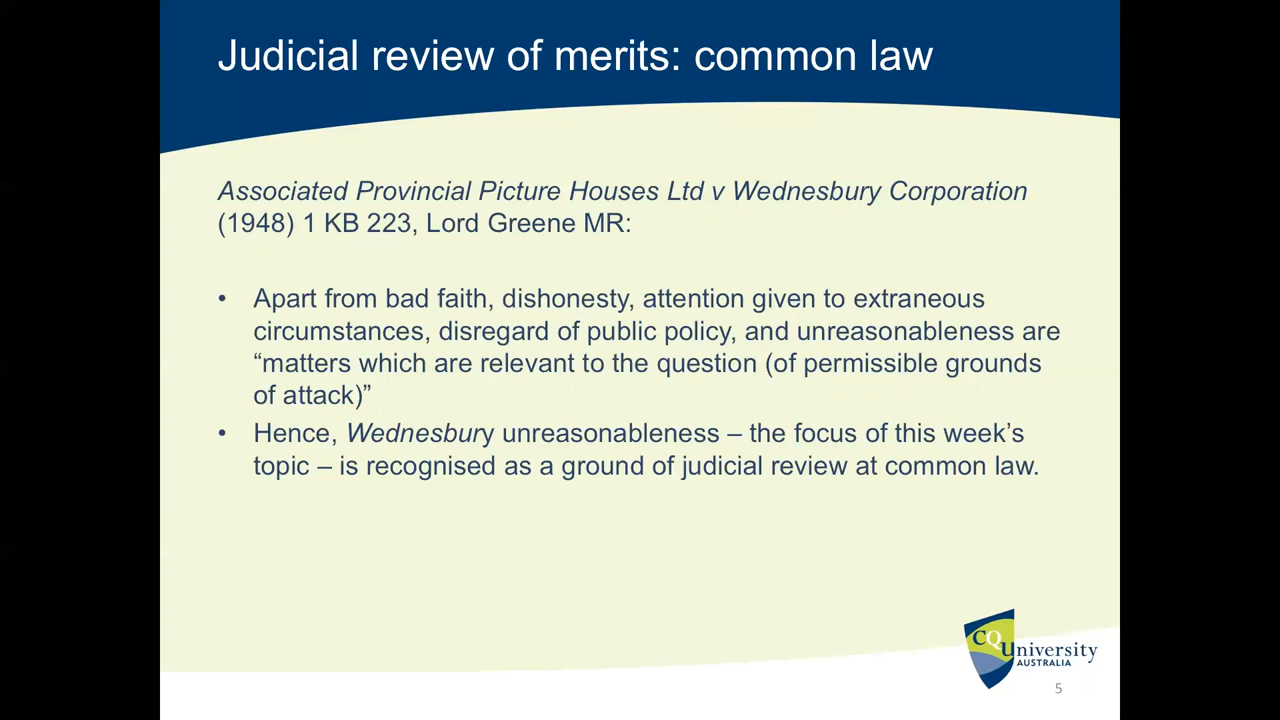 Judicial review of merits: common law
Associated Provincial Picture Houses Ltd v Wednesbury Corporation
(1948) 1 KB 223, Lord Greene MR:
• Apart from bad faith, dishonesty, attention given to extraneous
circumstances, disregard of public policy, and unreasonableness are
“matters which are relevant to the question (of permissible grounds
of attack)”
• Hence, Wednesbury unreasonableness – the focus of this week’s
topic – is recognised as a ground of judicial review at common law.
CQUniversity
AUSTRALIA
5